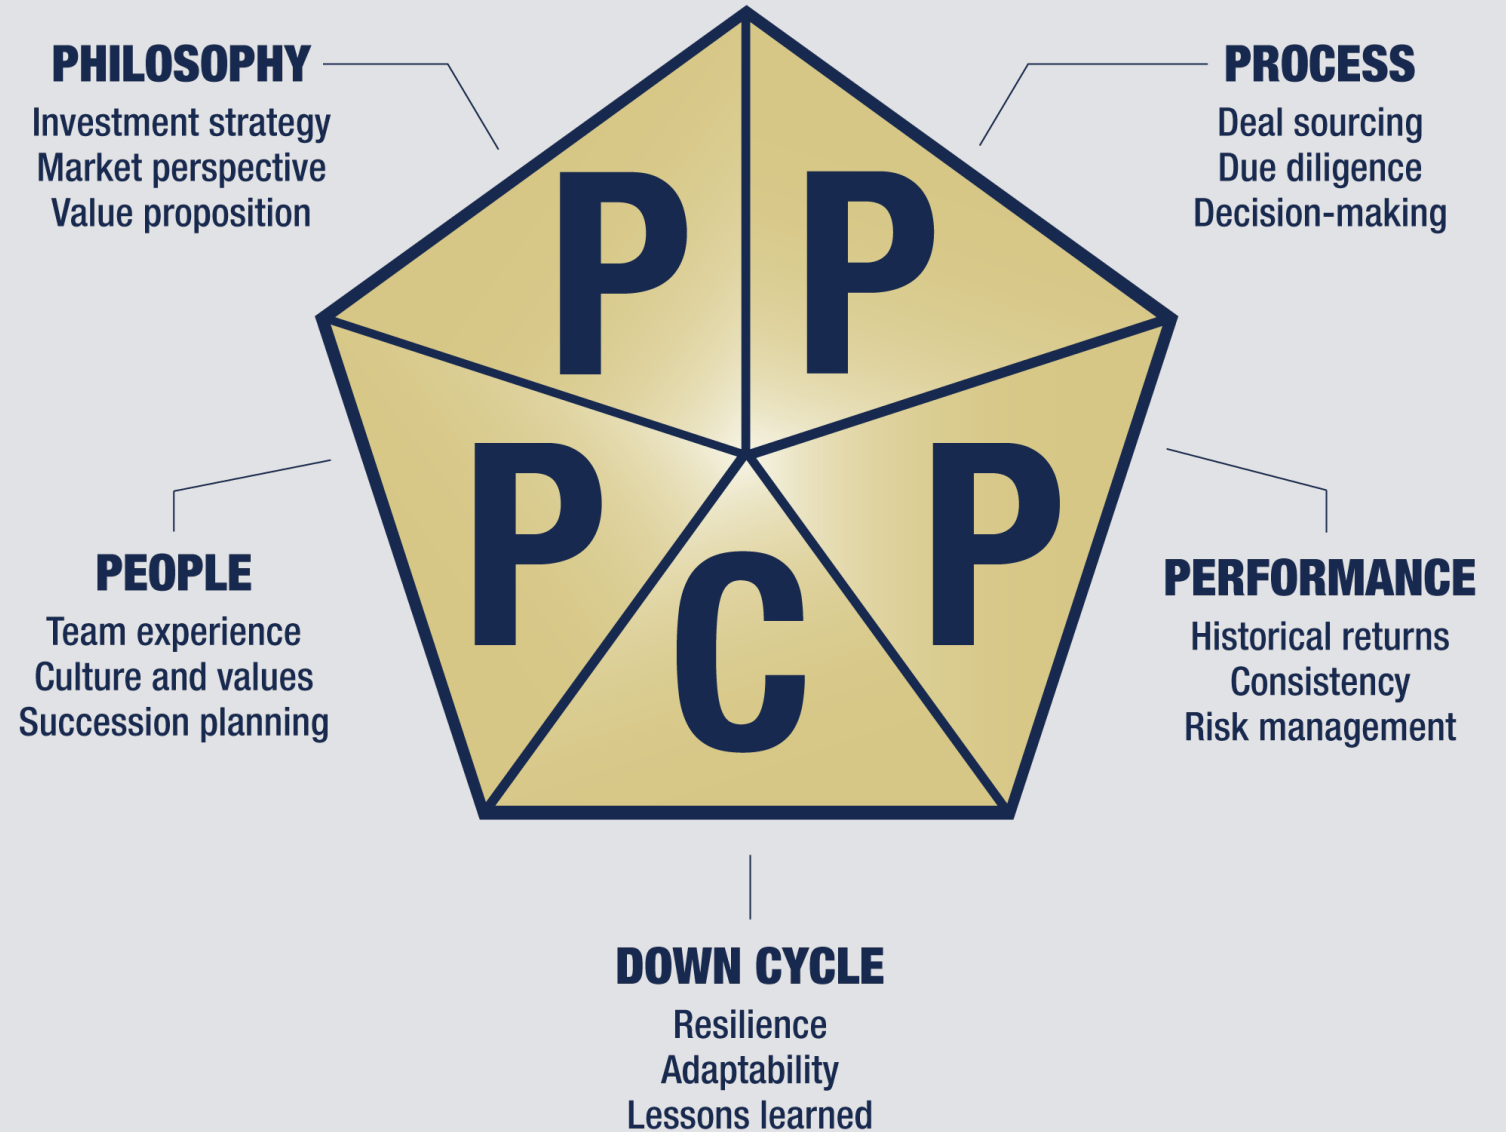 PHILOSOPHY
Investment strategy
Market perspective
Value proposition
PROCESS
Deal sourcing
Due diligence
Decision-making
P
P
P
C
P
PEOPLE
Team experience
Culture and values
Succession planning
PERFORMANCE
Historical returns
Consistency
Risk management
DOWN CYCLE
Resilience
Adaptability
Lessons learned